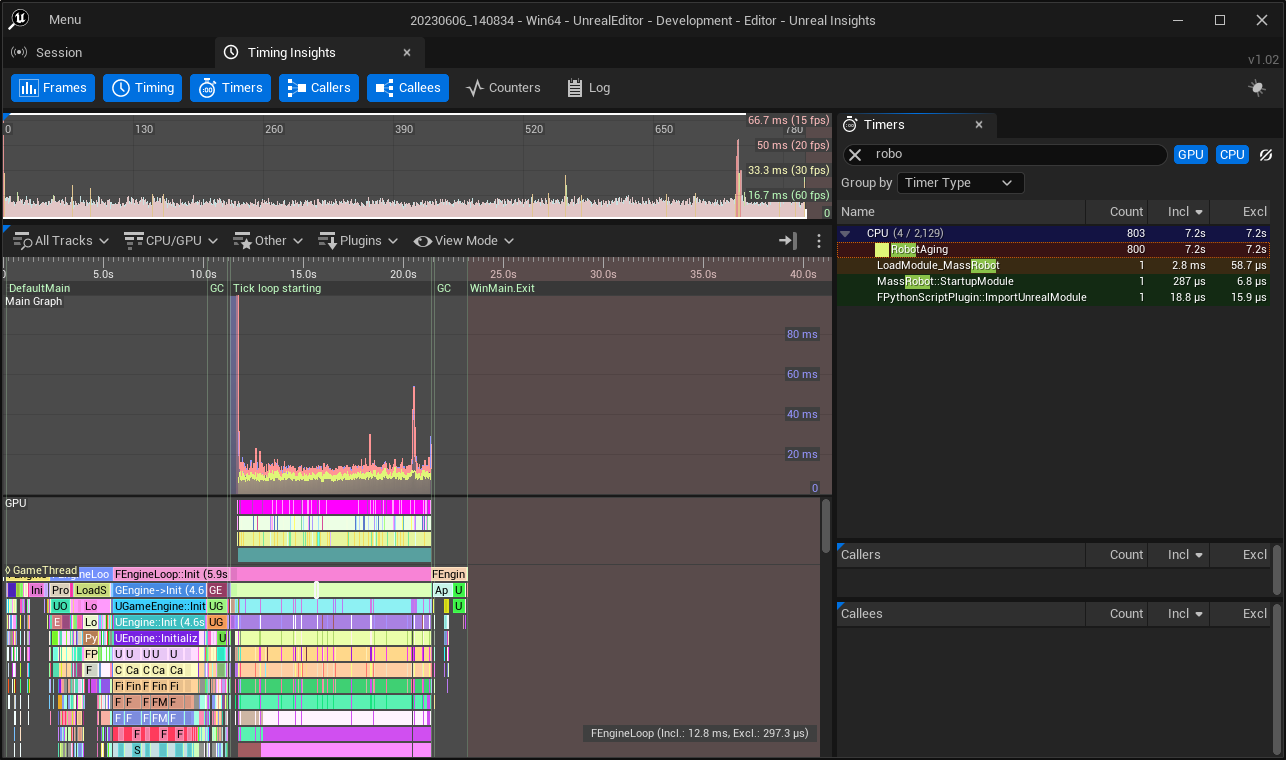 Menu
20230606_140834 - Win64 - UnrealEditor - Development - Editor - Unreal Insights
Session
Timing Insights
v1.02
Frames Timing Timers Callers Callees Counters Log
66.7 ms (15 fps)
0 130 260 390 520 650 780
50 ms (20 fps)
33.3 ms (30 fps)
16.7 ms (60 fps)
0
All Tracks CPU/GPU Other Plugins View Mode
5.0s 10.0s 15.0s 20.0s 25.0s 30.0s 35.0s 40.0s
DefaultMain GC Tick loop starting GC WinMain.Exit
Main Graph
80 ms
60 ms
40 ms
20 ms
0
GPU
GameThread FEngineLoo FEngineLoop::Init (5.9s FEngin
Ini Pro LoadS GEngine->Init (4.6 GE Ap U
UO Lo UGameEngine::Init UG U
E Lo UEngine::Init (4.6s UG
Py UEngine::Initializ U
FP U U U U U
F C Ca C Ca Ca
Fi Fin F Fin Fi
F F F FM F
F F F FM F
F F F
S
FEngineLoop (Incl.: 12.8 ms, Excl.: 297.3 µs)
Timers
robo
GPU CPU
Group by Timer Type
Name Count Incl Excl
CPU (4 / 2,129) 803 7.2s 7.2s
RobotAging 800 7.2s 7.2s
LoadModule_MassRobot 1 2.8 ms 58.7 µs
MassRobot::StartupModule 1 287 µs 6.8 µs
FPythonScriptPlugin::ImportUnrealModule 1 18.8 µs 15.9 µs
Callers Count Incl Excl
Callees Count Incl Excl